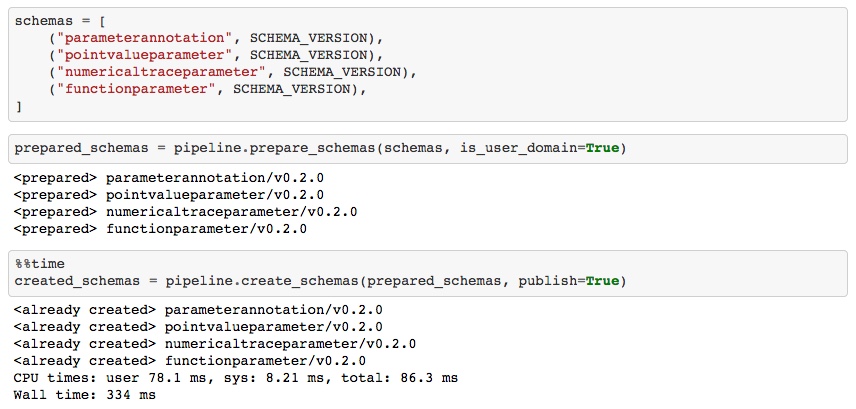 schemas = [
    ("parameterannotation", SCHEMA_VERSION),
    ("pointvalueparameter", SCHEMA_VERSION),
    ("numericaltraceparameter", SCHEMA_VERSION),
    ("functionparameter", SCHEMA_VERSION),
]
prepared_schemas = pipeline.prepare_schemas(schemas, is_user_domain=True)
<prepared> parameterannotation/v0.2.0
<prepared> pointvalueparameter/v0.2.0
<prepared> numericaltraceparameter/v0.2.0
<prepared> functionparameter/v0.2.0
%%time
created_schemas = pipeline.create_schemas(prepared_schemas, publish=True)
<already created> parameterannotation/v0.2.0
<already created> pointvalueparameter/v0.2.0
<already created> numericaltraceparameter/v0.2.0
<already created> functionparameter/v0.2.0
CPU times: user 78.1 ms, sys: 8.21 ms, total: 86.3 ms
Wall time: 334 ms